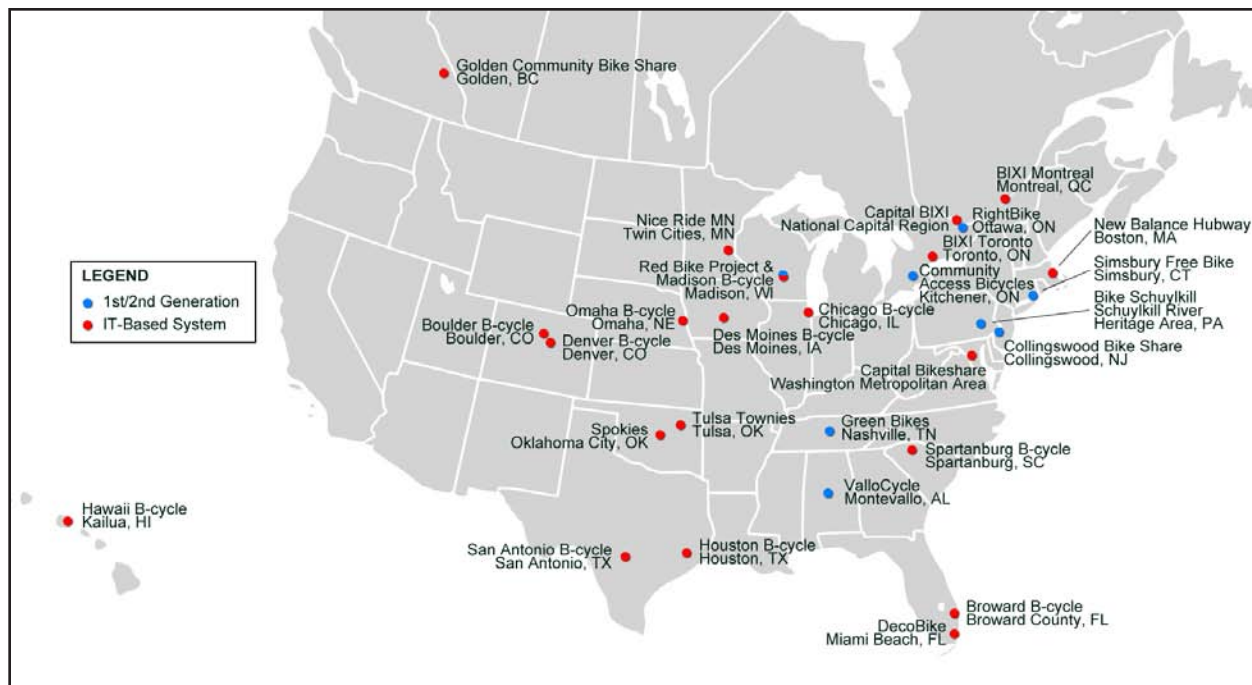 Golden Community Bike Share
Golden, BC
BIXI Montreal
Montreal, QC
Capital BIXI
National Capital Region
RightBike
Ottawa, ON
New Balance Hubway
Boston, MA
Nice Ride MN
Twin Cities, MN
BIXI Toronto
Toronto, ON
Simsbury Free Bike
Simsbury, CT
Red Bike Project &
Madison B-cycle
Madison, WI
Community
Access Bicycles
Kitchener, ON
Bike Schuylkill
Schuylkill River
Heritage Area, PA
LEGEND
1st/2nd Generation
IT-Based System
Omaha B-cycle
Omaha, NE
Chicago B-cycle
Chicago, IL
Boulder B-cycle
Boulder, CO
Denver B-cycle
Denver, CO
Des Moines B-cycle
Des Moines, IA
Collingswood Bike Share
Collingswood, NJ
Capital Bikeshare
Washington Metropolitan Area
Spokies
Oklahoma City, OK
Tulsa Townies
Tulsa, OK
Green Bikes
Nashville, TN
Spartanburg B-cycle
Spartanburg, SC
ValloCycle
Montevallo, AL
Hawaii B-cycle
Kailua, HI
San Antonio B-cycle
San Antonio, TX
Houston B-cycle
Houston, TX
Broward B-cycle
Broward County, FL
DecoBike
Miami Beach, FL